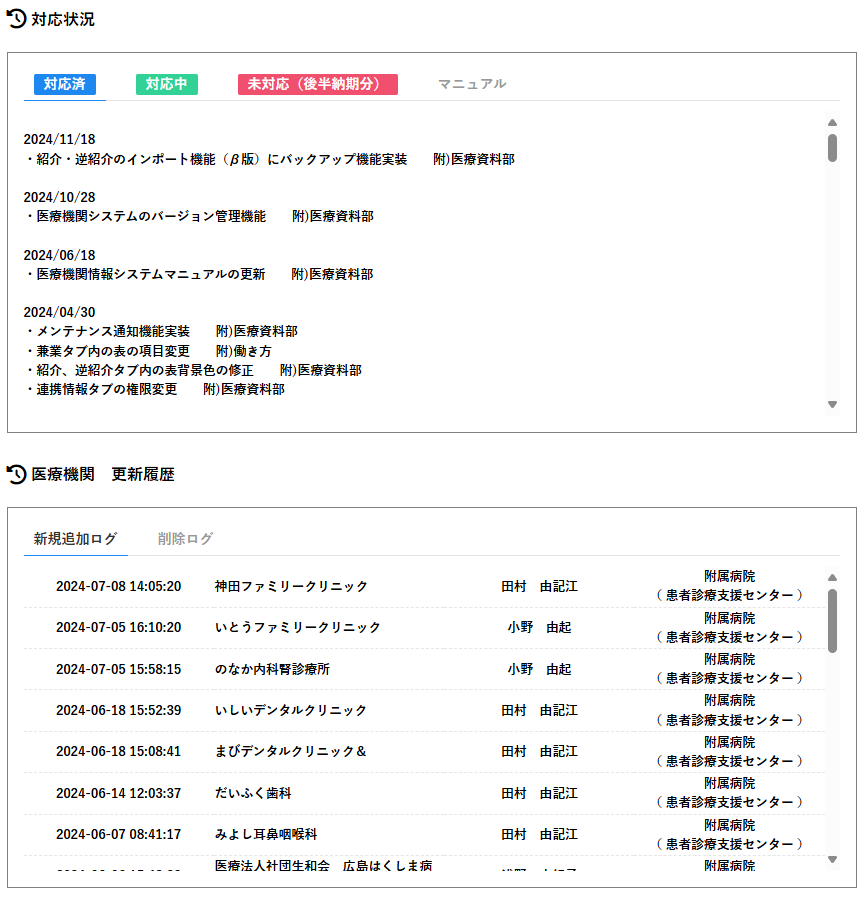 対応状況
対応済 対応中 未対応（後半納期分） マニュアル
2024/11/18
・紹介・逆紹介のインポート機能（β版）にバックアップ機能実装　　附)医療資料部
2024/10/28
・医療機関システムのバージョン管理機能　　附)医療資料部
2024/06/18
・医療機関情報システムマニュアルの更新　　附)医療資料部
2024/04/30
・メンテナンス通知機能実装　　附)医療資料部
・兼業タブ内の表の項目変更　　附)働き方
・紹介、逆紹介タブ内の表背景色の修正　　附)医療資料部
・連携情報タブの権限変更　　附)医療資料部
医療機関　更新履歴
新規追加ログ 削除ログ
2024-07-08 14:05:20 神田ファミリークリニック 田村　由記江 附属病院
（ 患者診療支援センター ）
2024-07-05 16:10:20 いとうファミリークリニック 小野　由起 附属病院
（ 患者診療支援センター ）
2024-07-05 15:58:15 のなか内科腎診療所 小野　由起 附属病院
（ 患者診療支援センター ）
2024-06-18 15:52:39 いしいデンタルクリニック 田村　由記江 附属病院
（ 患者診療支援センター ）
2024-06-18 15:08:41 まびデンタルクリニック＆ 田村　由記江 附属病院
（ 患者診療支援センター ）
2024-06-14 12:03:37 だいふく歯科 田村　由記江 附属病院
（ 患者診療支援センター ）
2024-06-07 08:41:17 みよし耳鼻咽喉科 田村　由記江 附属病院
（ 患者診療支援センター ）
医療法人社団生和会　広島はくしま病 附属病院